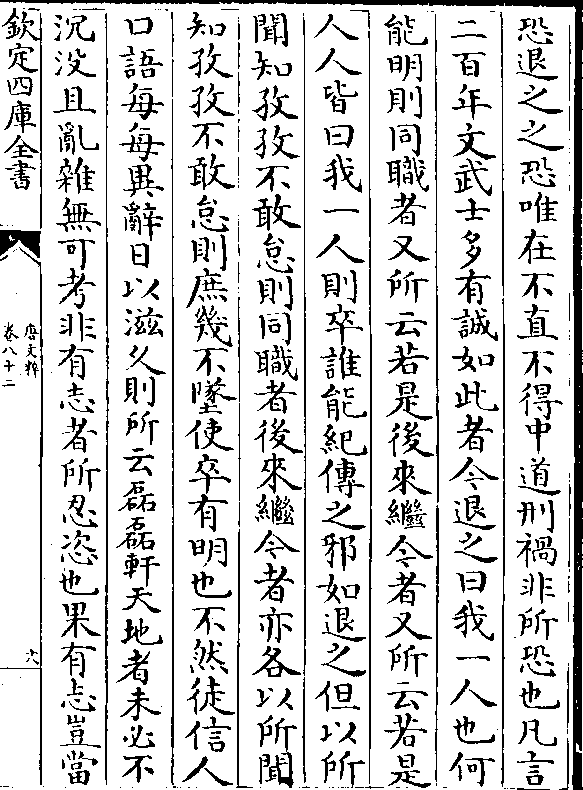 恐退之之恐唯在不直不得中道刑禍非所恐也凡言
二百年文武士多有誠如此者今退之曰我一人也何
能明則同職者又所云若是後來繼今者又所云若是
人人皆曰我一人則卒誰能紀傳之邪如退之但以所
聞知孜孜不敢怠則同職者後來繼今者亦各以所聞
知孜孜不敢怠則庶幾不墜使卒有明也不然徒信人
口語每每異辭日以滋久則所云磊磊軒天地者未必不
沉没且亂雜無可考非有志者所忍恣也果有志豈當
欽定四庫全書
唐文粹
卷八十二
十八